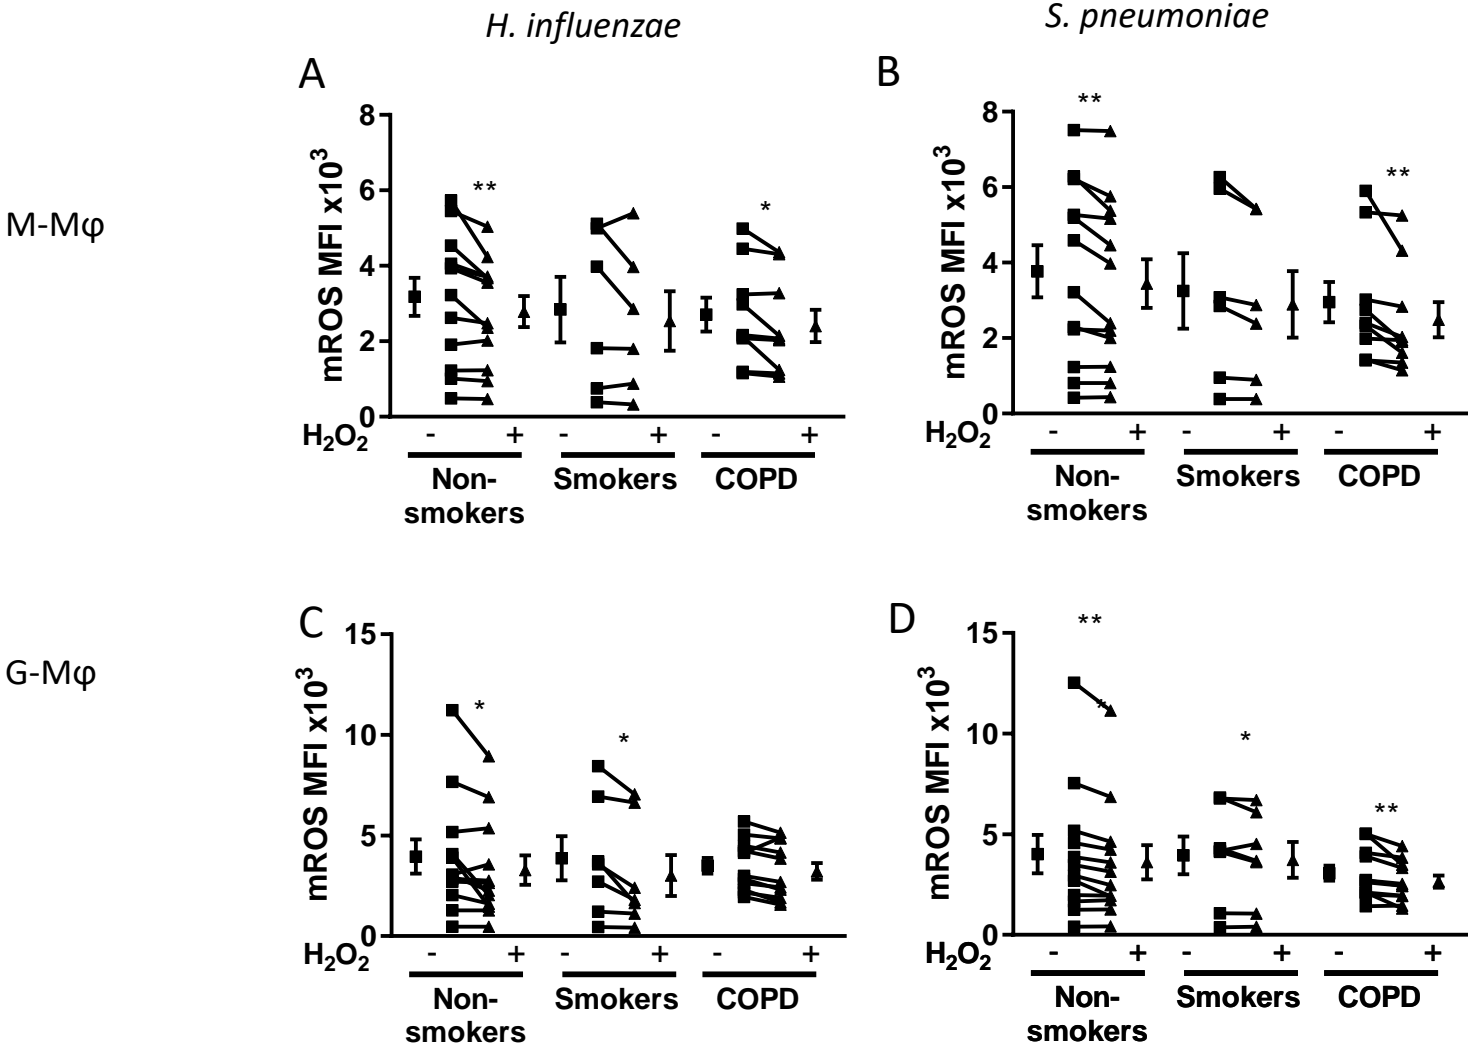 H. influenzae
S. pneumoniae
M-Mφ
A
**
*
mROS MFI x10³
8
6
4
2
0
H₂O₂ - + - + - +
Non-smokers
Smokers
COPD
B
**
**
mROS MFI x10³
8
6
4
2
0
H₂O₂ - + - + - +
Non-smokers
Smokers
COPD
G-Mφ
C
*
*
mROS MFI x10³
15
10
5
0
H₂O₂ - + - + - +
Non-smokers
Smokers
COPD
D
**
*
*
**
mROS MFI x10³
15
10
5
0
H₂O₂ - + - + - +
Non-smokers
Smokers
COPD